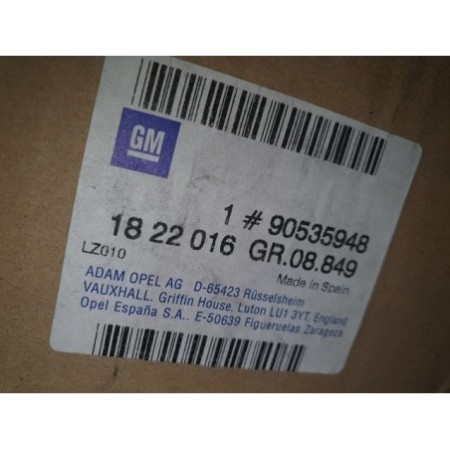 GM
1 # 90535948
18 22 016 GR.08.849
LZ010
Made in Spain
ADAM OPEL AG D-65423 Rüsselsheim
VAUXHALL. Griffin House. Luton LU1 3YT, England
Opel España S.A.. E-50639 Figueruelas Zaragoza